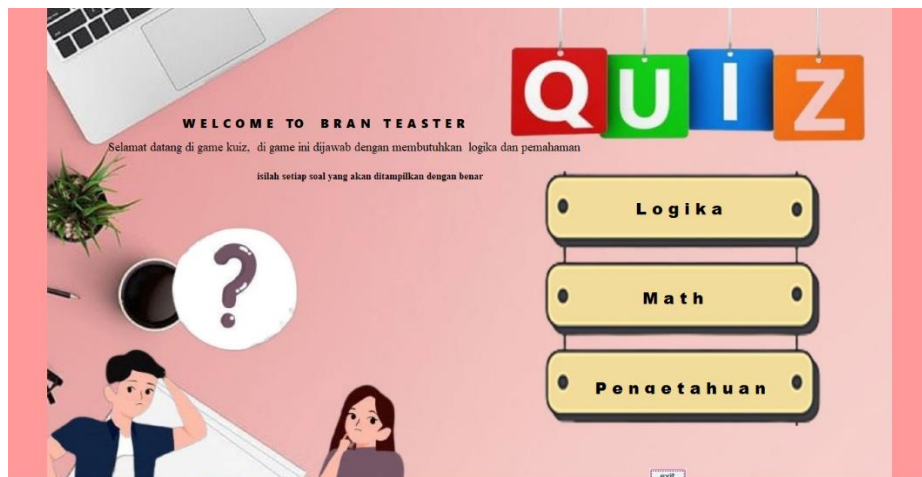 QUIZ
WELCOME TO BRAN TEASTER
Selamat datang di game kuiz, di game ini dijawab dengan membutuhkan logika dan pemahaman
isilah setiap soal yang akan ditampilkan dengan benar
?
Logika
Math
Pengetahuan
exit